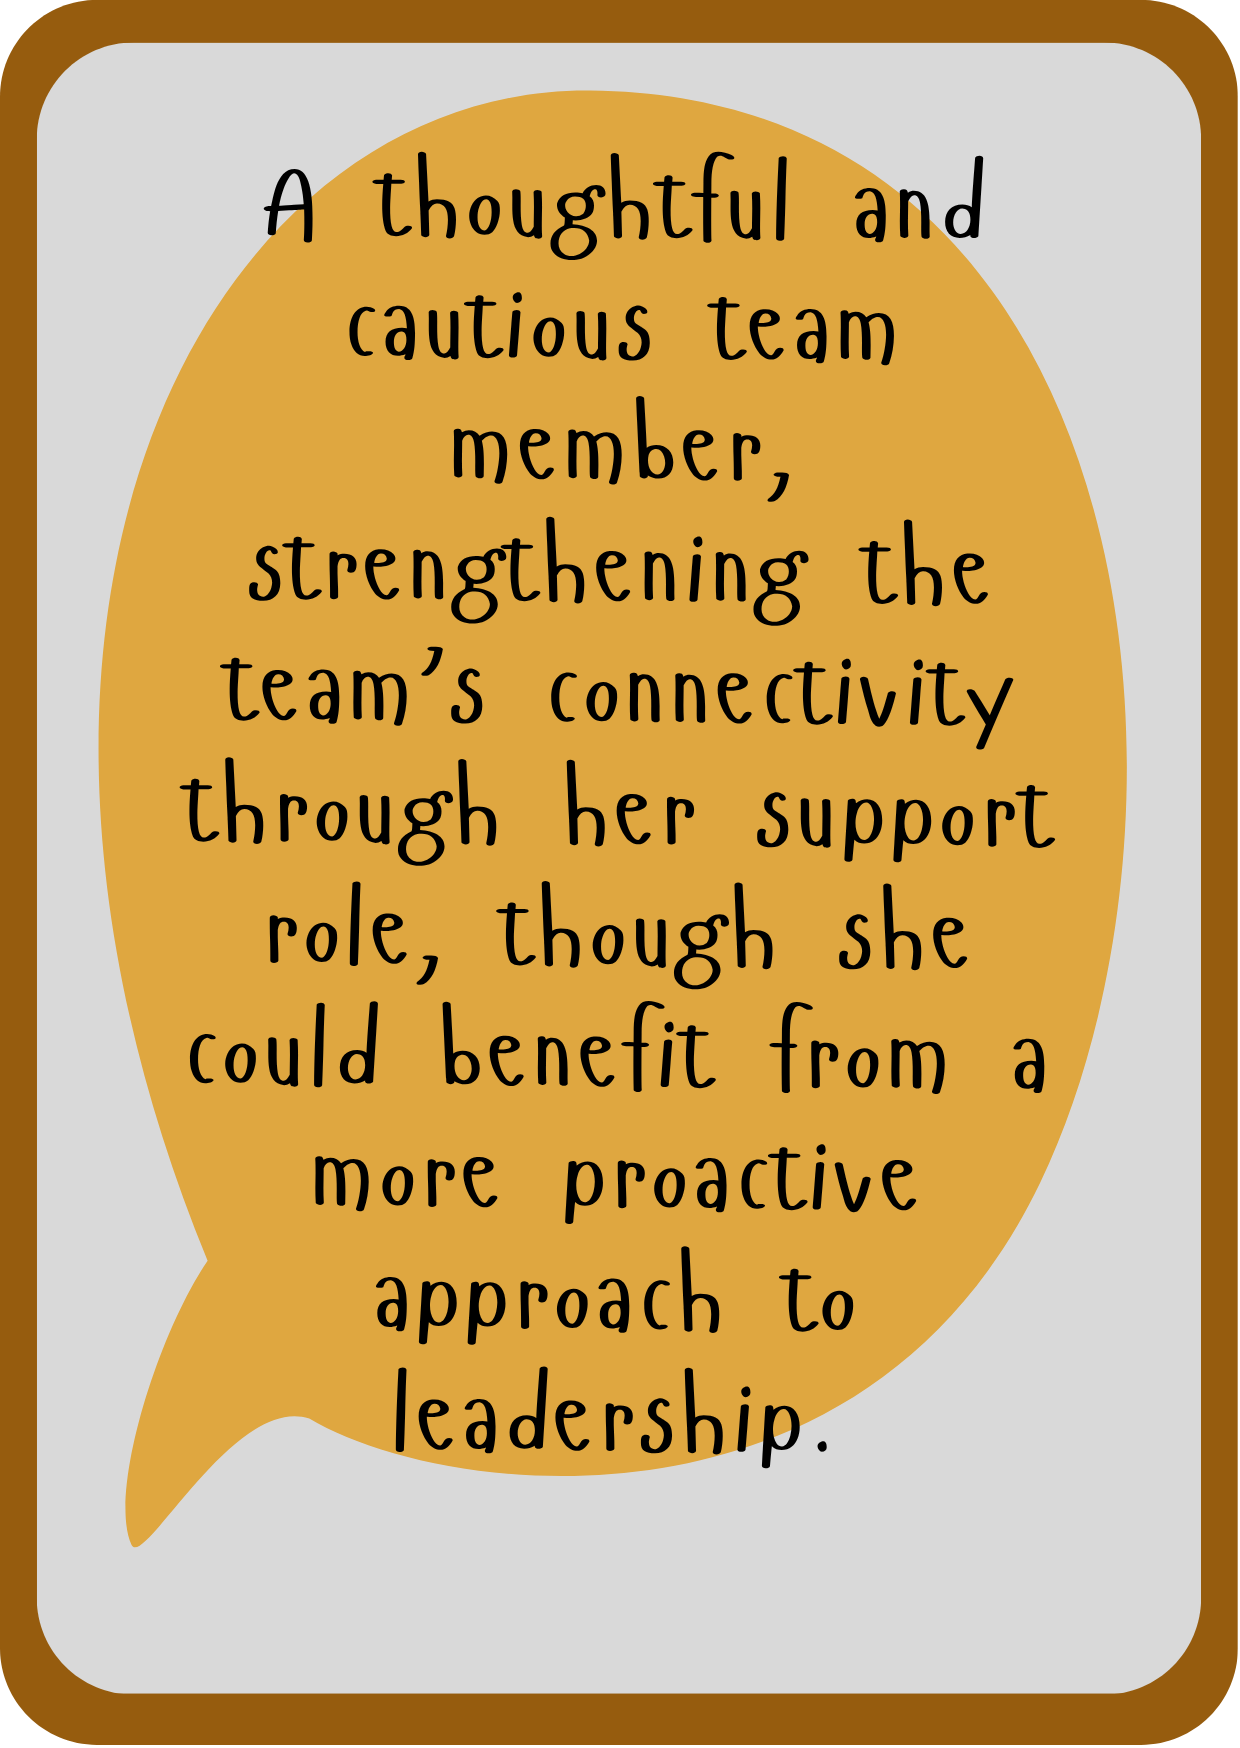 A thoughtful and
cautious team
member,
strengthening the
team’s connectivity
through her support
role, though she
could benefit from a
more proactive
approach to
leadership.